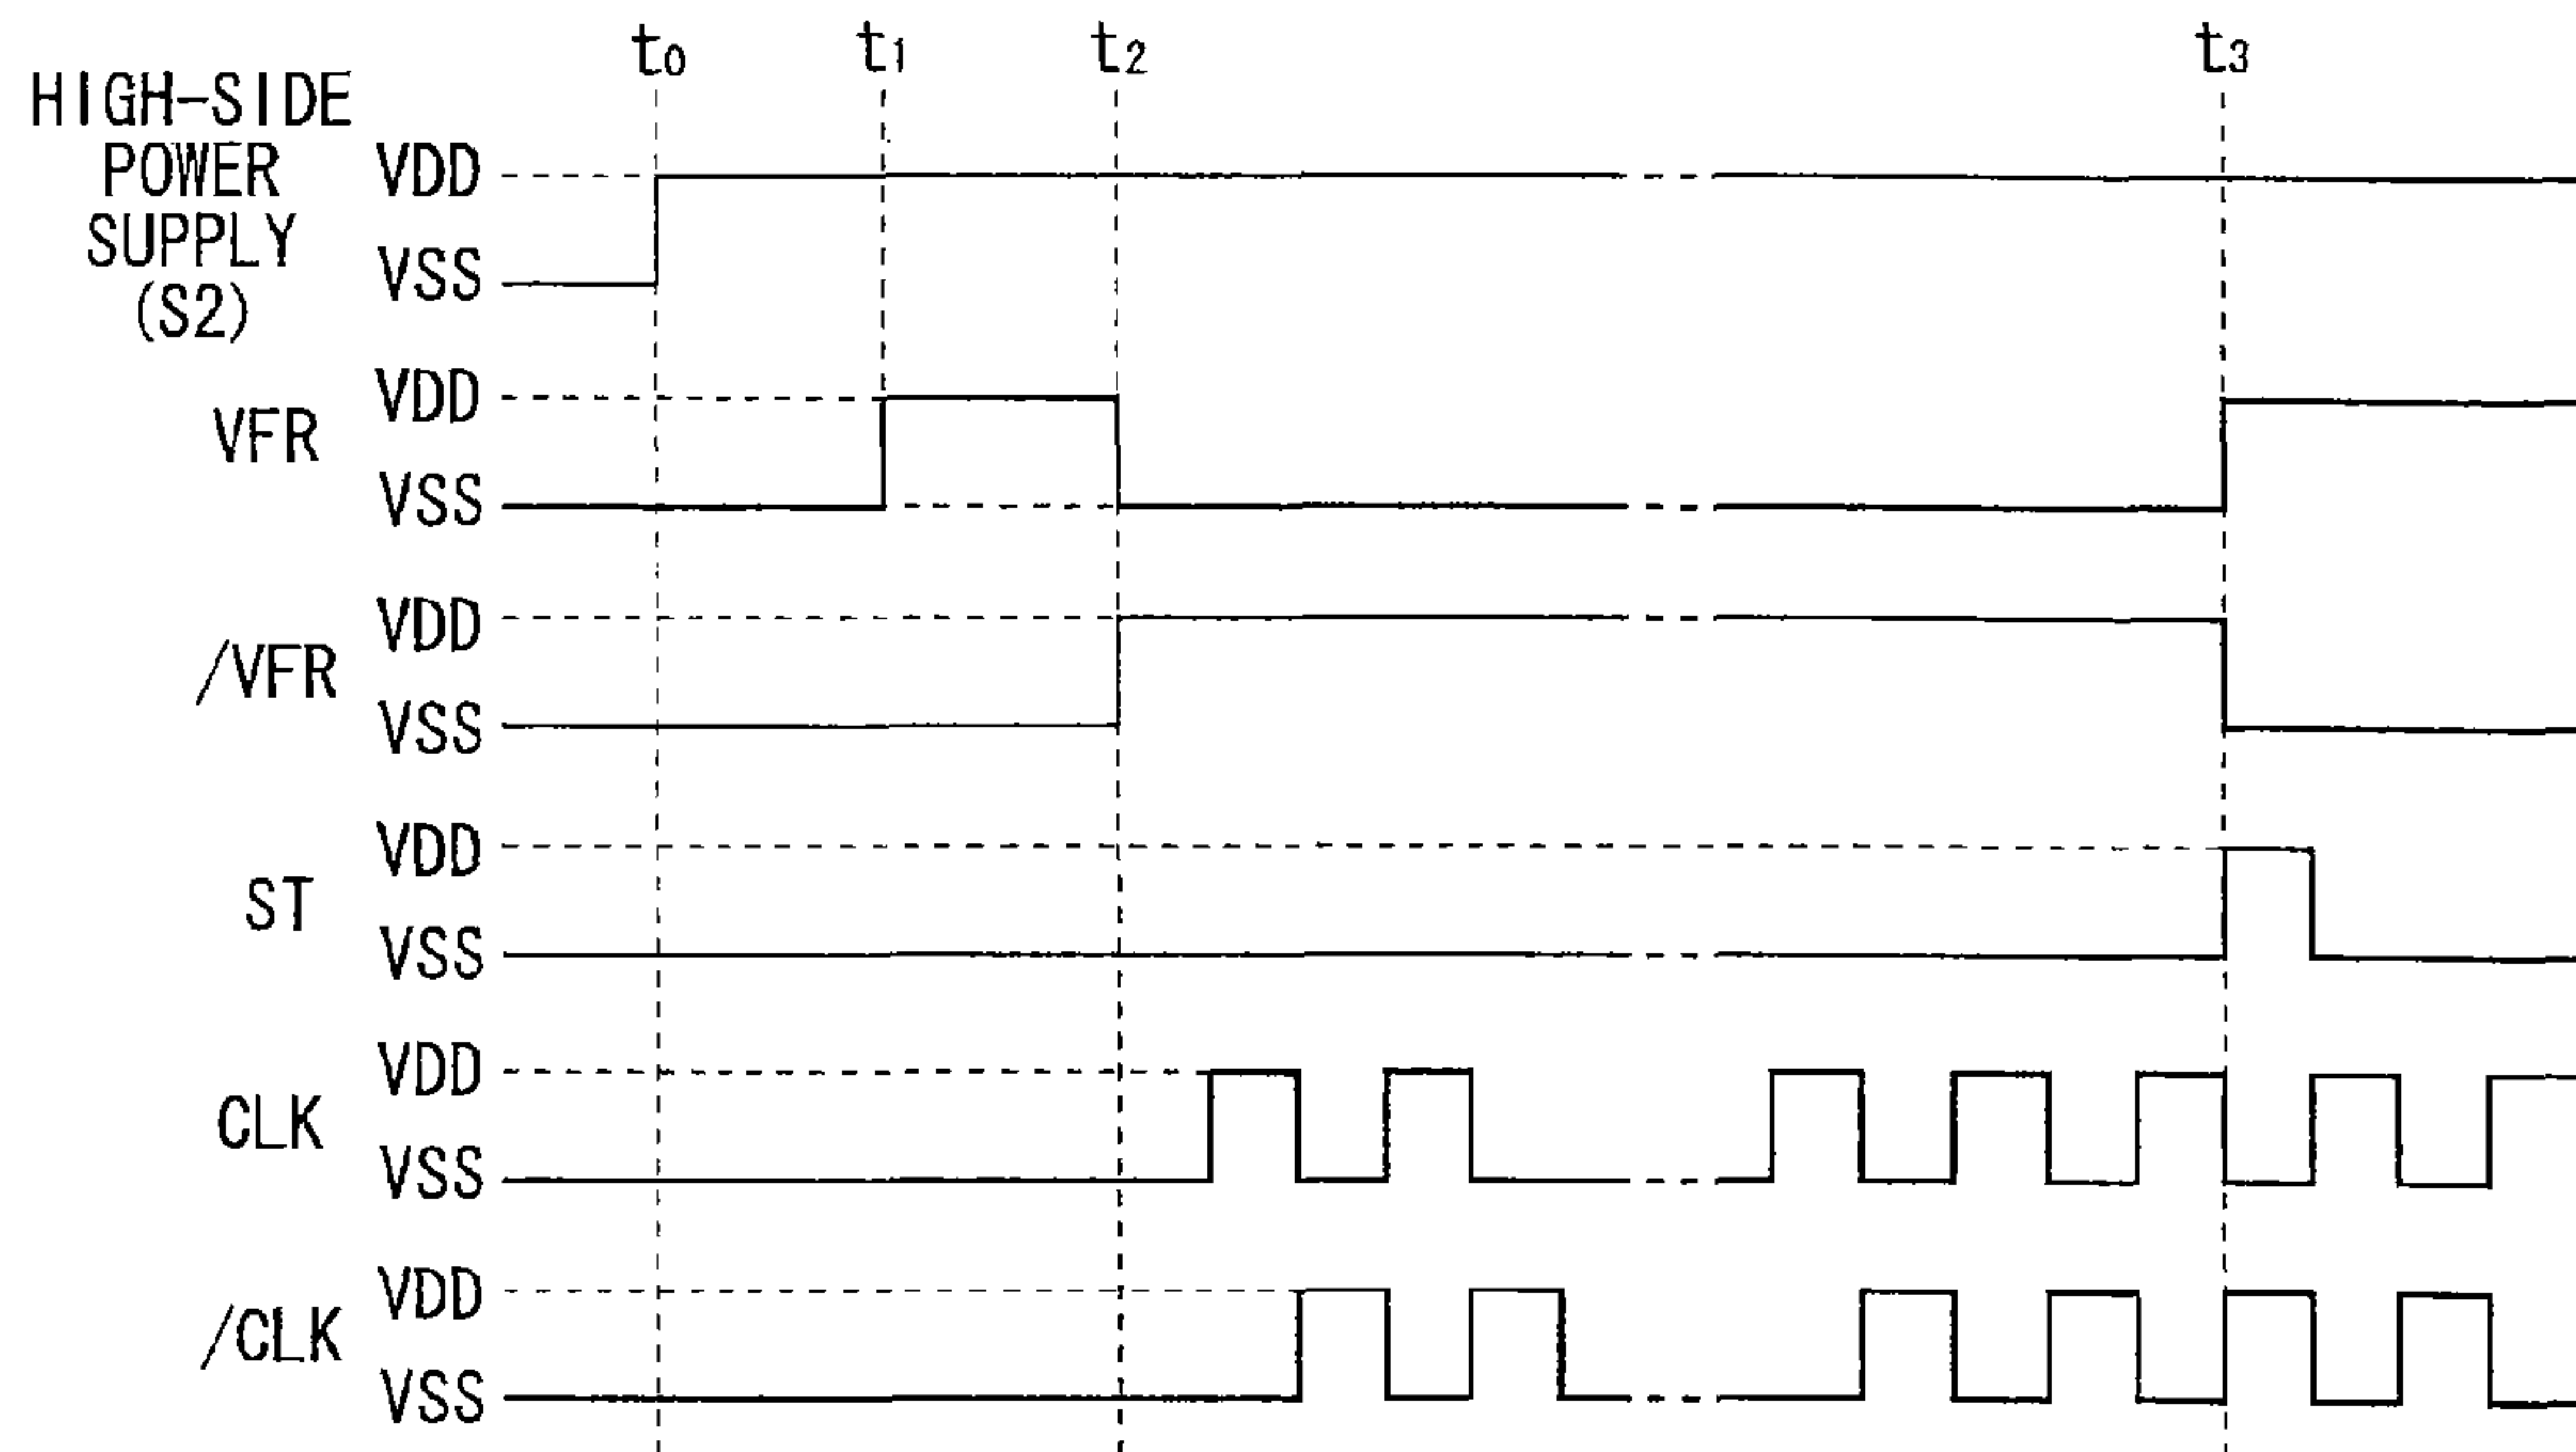 t0 t1 t2 t3
HIGH-SIDE
POWER
SUPPLY
(S2)
VDD
VSS
VFR
VDD
VSS
/VFR
VDD
VSS
ST
VDD
VSS
CLK
VDD
VSS
/CLK
VDD
VSS